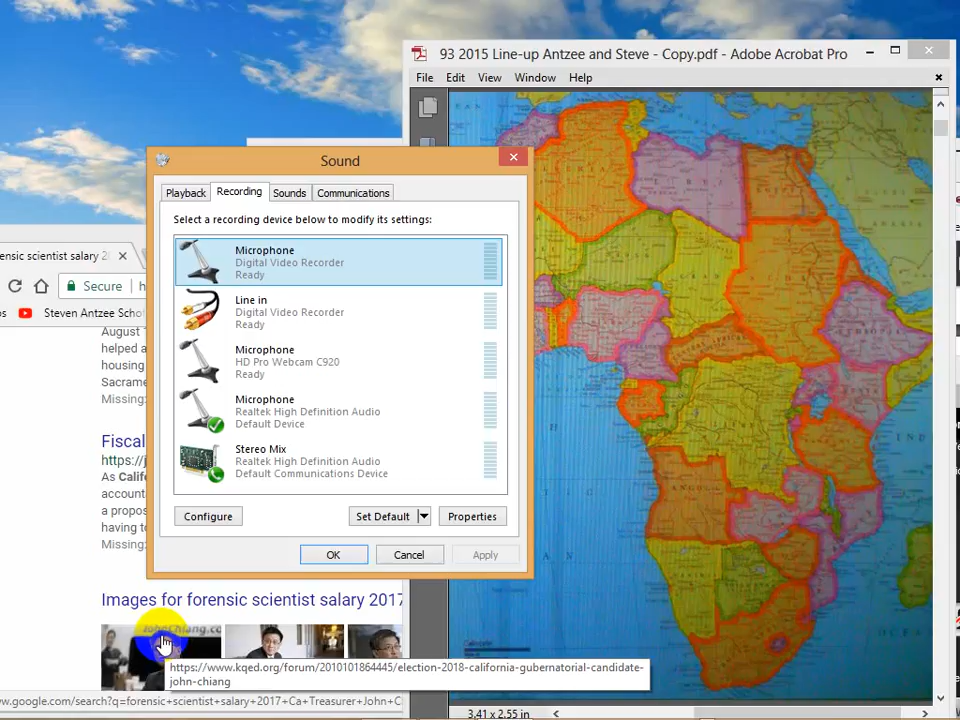 93 2015 Line-up Antzee and Steve - Copy.pdf - Adobe Acrobat Pro
File Edit View Window Help
Sound
Playback Recording Sounds Communications
Select a recording device below to modify its settings:
Microphone
Digital Video Recorder
Ready
Line in
Digital Video Recorder
Ready
Microphone
HD Pro Webcam C920
Ready
Microphone
Realtek High Definition Audio
Default Device
Stereo Mix
Realtek High Definition Audio
Default Communications Device
Configure Set Default Properties
OK Cancel Apply
ensic scientist salary 2
Secure h
Steven Antzee Scho
August
helped a
housing
Sacrame
Missing:
Fiscal
https://j
As Califo
account
a propos
having to
Missing:
Images for forensic scientist salary 2017
JohnChiang.co
https://www.kqed.org/forum/2010101864445/election-2018-california-gubernatorial-candidate-
john-chiang
w.google.com/search?q=forensic+scientist+salary+2017+Ca+Treasurer+John+C
ANGOLA
ETHIOPIA
3.41 x 2.55 in